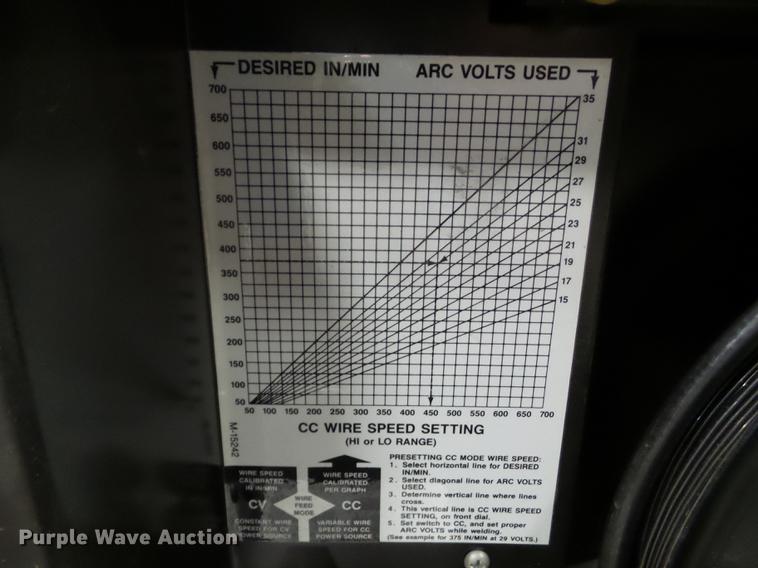 DESIRED IN/MIN ARC VOLTS USED
700
650
600
550
500
450
400
350
300
250
200
150
100
50
35
31
29
27
25
23
21
19
17
15
50 100 150 200 250 300 350 400 450 500 550 600 650 700
CC WIRE SPEED SETTING
(HI or LO RANGE)
M-15242
WIRE SPEED
CALIBRATED
IN IN/MIN
CV
CONSTANT WIRE
SPEED FOR CV
POWER SOURCE
WIRE
FEED
MODE
WIRE SPEED
CALIBRATED
PER GRAPH
CC
VARIABLE WIRE
SPEED FOR CC
POWER SOURCE
PRESETTING CC MODE WIRE SPEED:
1. Select horizontal line for DESIRED
IN/MIN.
2. Select diagonal line for ARC VOLTS
USED.
3. Determine vertical line where lines
cross.
4. This vertical line is CC WIRE SPEED
SETTING, on front dial.
5. Set switch to CC, and set proper
ARC VOLTS while welding.
(See example for 375 IN/MIN at 29 VOLTS.)
Purple Wave Auction